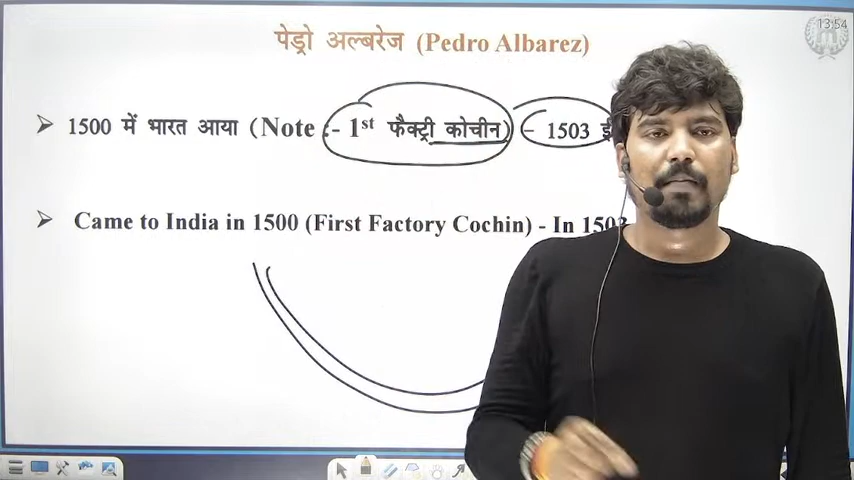 13:54
पेड्रो अल्बरेज (Pedro Albarez)
1500 में भारत आया (Note :- 1st फैक्ट्री कोचीन) - 1503 ई
Came to India in 1500 (First Factory Cochin) - In 1503